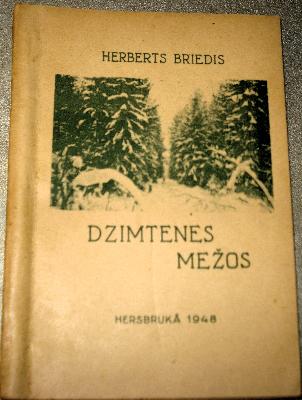 HERBERTS BRIEDIS
DZIMTENES
MEŽOS
HERSBRUKĀ 1948